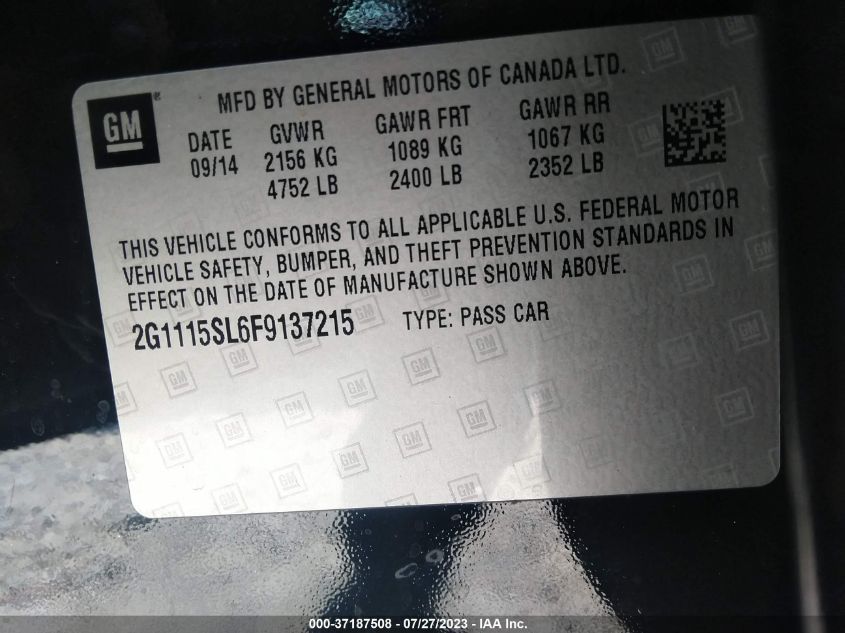 MFD BY GENERAL MOTORS OF CANADA LTD.
GM ®
DATE GVWR GAWR FRT GAWR RR
09/14 2156 KG 1089 KG 1067 KG
4752 LB 2400 LB 2352 LB
THIS VEHICLE CONFORMS TO ALL APPLICABLE U.S. FEDERAL MOTOR
VEHICLE SAFETY, BUMPER, AND THEFT PREVENTION STANDARDS IN
EFFECT ON THE DATE OF MANUFACTURE SHOWN ABOVE.
2G1115SL6F9137215 TYPE: PASS CAR
000-37187508 - 07/27/2023 - IAA Inc.